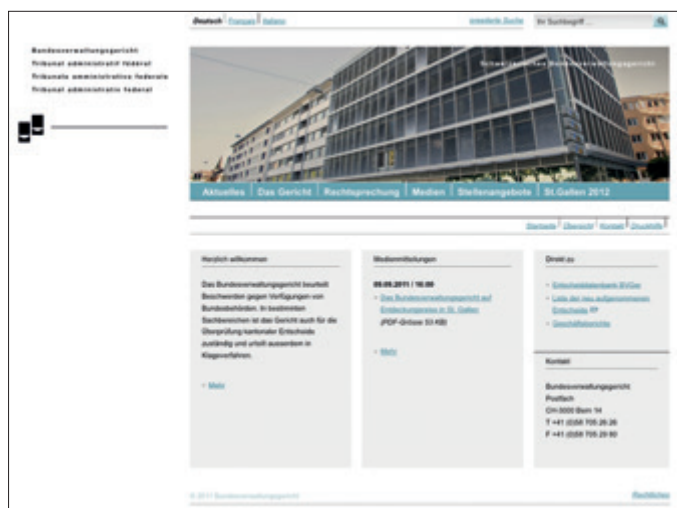 Deutsch | Français | Italiano
erweiterte Suche
Ihr Suchbegriff ...
Bundesverwaltungsgericht
Tribunal administratif fédéral
Tribunale amministrativo federale
Tribunal administrativ federal
Schweizerisches Bundesverwaltungsgericht
Aktuelles | Das Gericht | Rechtsprechung | Medien | Stellenangebote | St.Gallen 2012
Startseite | Übersicht | Kontakt | Druckhilfe
Herzlich willkommen
Das Bundesverwaltungsgericht beurteilt
Beschwerden gegen Verfügungen von
Bundesbehörden. In bestimmten
Sachbereichen ist das Gericht auch für die
Überprüfung kantonaler Entscheide
zuständig und urteilt ausserdem in
Klageverfahren.
» Mehr
Medienmitteilungen
09.09.2011 / 16:00
» Das Bundesverwaltungsgericht auf
Entdeckungsreise in St. Gallen
(PDF-Grösse 53 KB)
» Mehr
Direkt zu
» Entscheiddatenbank BVGer
» Liste der neu aufgenommenen
Entscheide
» Geschäftsberichte
Kontakt
Bundesverwaltungsgericht
Postfach
CH-3000 Bern 14
T +41 (0)58 705 26 26
F +41 (0)58 705 29 80
© 2011 Bundesverwaltungsgericht
Rechtliches